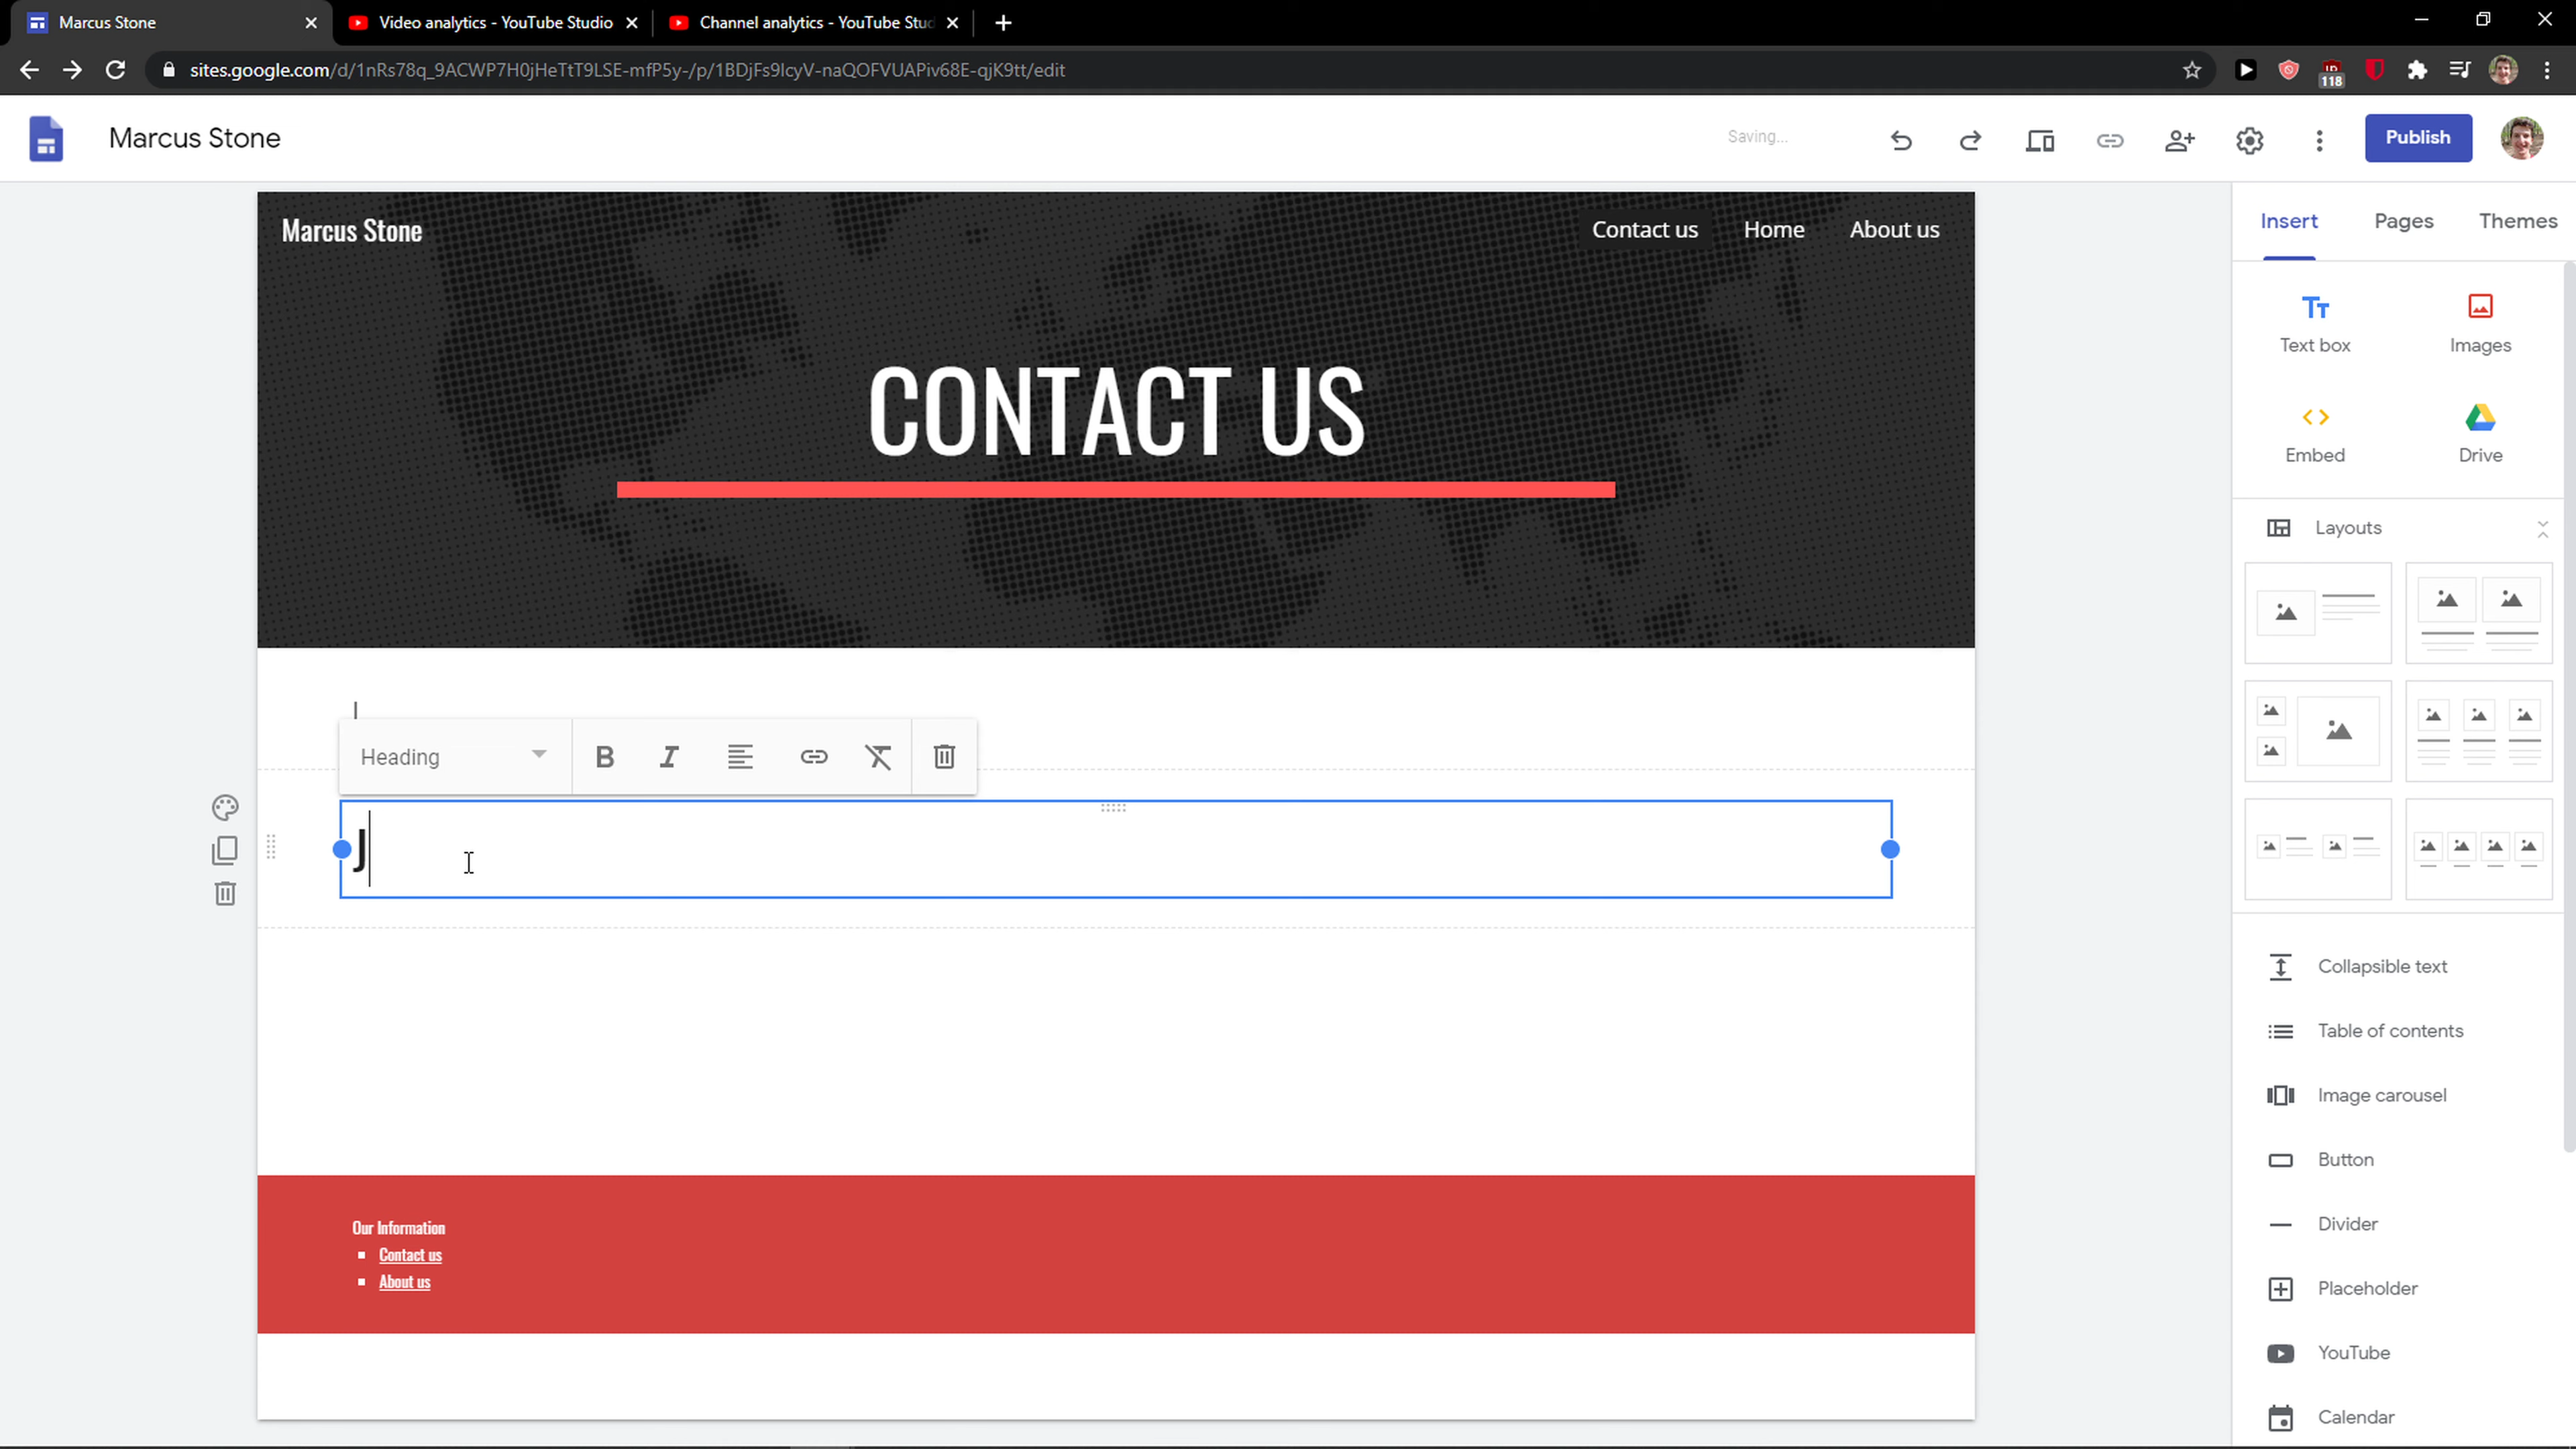 Marcus Stone
Video analytics - YouTube Studio
Channel analytics - YouTube Stud
sites.google.com/d/1nRs78q_9ACWP7H0jHeTtT9LSE-mfP5y-/p/1BDjFs9IcyV-naQOFVUAPiv68E-qjK9tt/edit
118
Marcus Stone
Saving...
Publish
Marcus Stone
Contact us
Home
About us
CONTACT US
Heading
B
I
J
Our Information
Contact us
About us
Insert
Pages
Themes
Text box
Images
Embed
Drive
Layouts
Collapsible text
Table of contents
Image carousel
Button
Divider
Placeholder
YouTube
Calendar